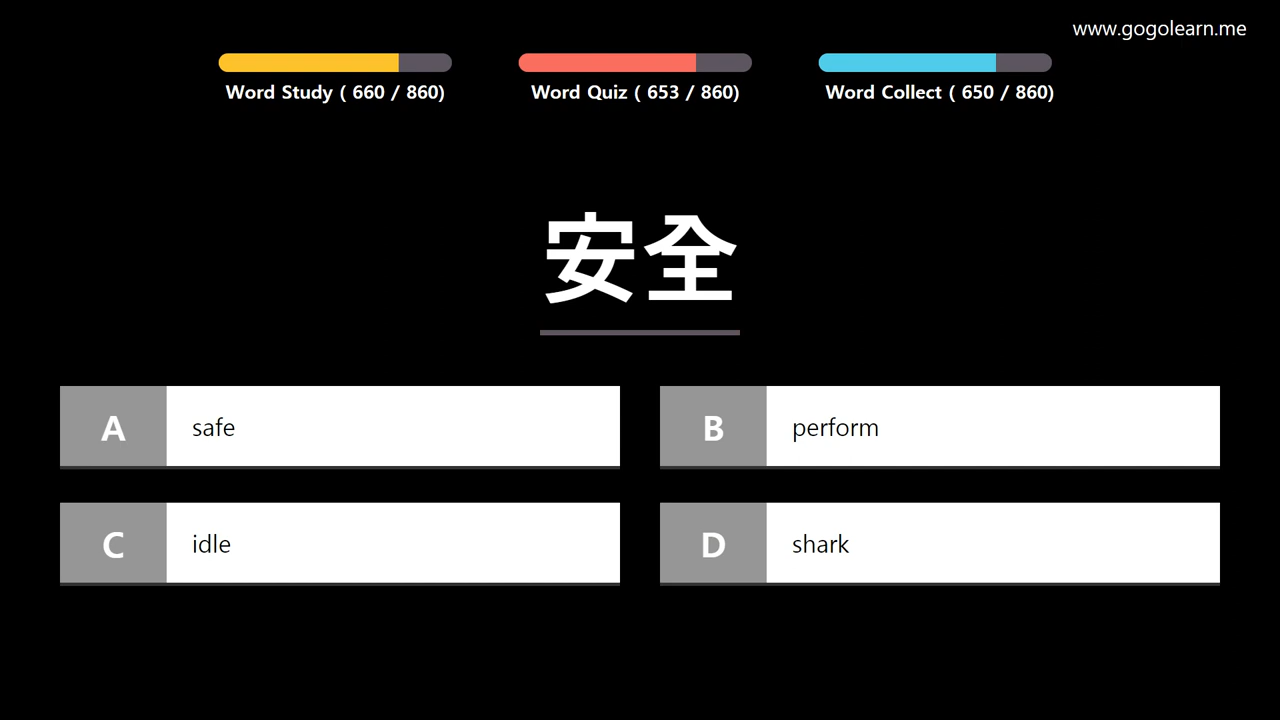 www.gogolearn.me
Word Study ( 660 / 860)
Word Quiz ( 653 / 860)
Word Collect ( 650 / 860)
安全
A safe
B perform
C idle
D shark